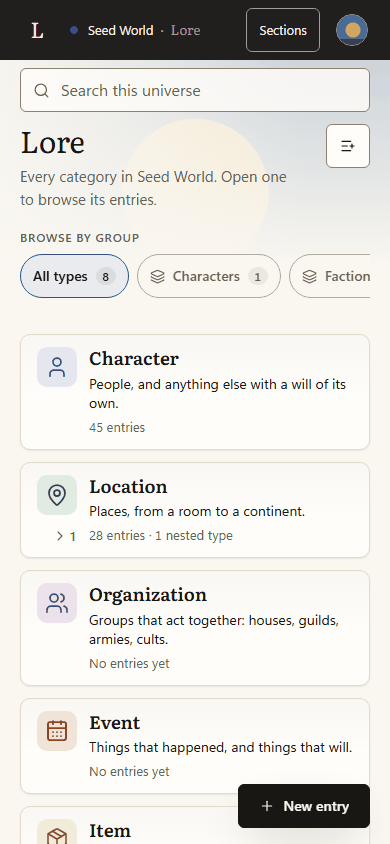 L
Seed World · Lore
Sections
Search this universe
Lore
Every category in Seed World. Open one
to browse its entries.
BROWSE BY GROUP
All types 8
Characters 1
Faction
Character
People, and anything else with a will of its
own.
45 entries
Location
Places, from a room to a continent.
1
28 entries · 1 nested type
Organization
Groups that act together: houses, guilds,
armies, cults.
No entries yet
Event
Things that happened, and things that will.
No entries yet
New entry
Item